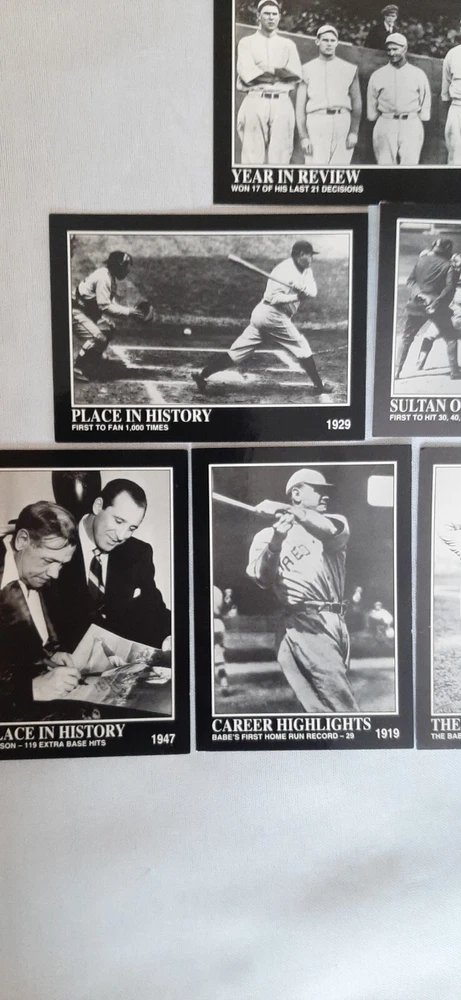 YEAR IN REVIEW
WON 17 OF HIS LAST 21 DECISIONS
PLACE IN HISTORY
FIRST TO FAN 1,000 TIMES
1929
SULTAN O
FIRST TO HIT 30, 40,
LACE IN HISTORY
SON – 119 EXTRA BASE HITS
1947
RED
CAREER HIGHLIGHTS
BABE'S FIRST HOME RUN RECORD – 29
1919
THE
THE BAB